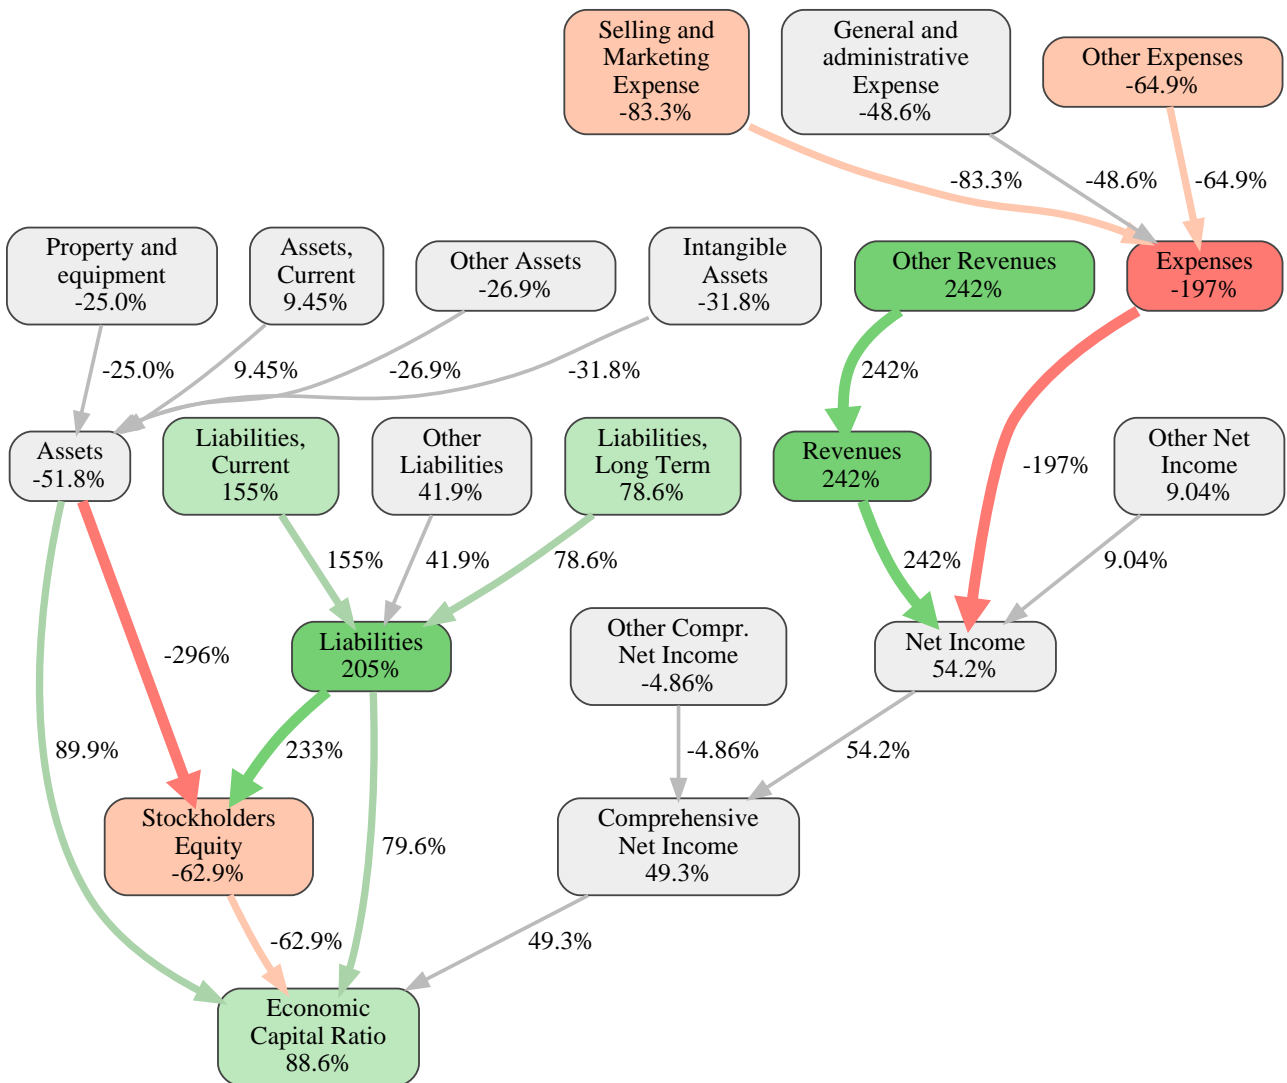 Selling and
Marketing
Expense
-83.3%
General and
administrative
Expense
-48.6%
Other Expenses
-64.9%
-83.3%
-48.6%
-64.9%
Property and
equipment
-25.0%
Assets,
Current
9.45%
Other Assets
-26.9%
Intangible
Assets
-31.8%
Other Revenues
242%
Expenses
-197%
-25.0%
9.45%
-26.9%
-31.8%
242%
Assets
-51.8%
Liabilities,
Current
155%
Other
Liabilities
41.9%
Liabilities,
Long Term
78.6%
Revenues
242%
-197%
Other Net
Income
9.04%
155%
41.9%
78.6%
242%
9.04%
-296%
Liabilities
205%
Other Compr.
Net Income
-4.86%
Net Income
54.2%
89.9%
233%
-4.86%
54.2%
Stockholders
Equity
-62.9%
79.6%
Comprehensive
Net Income
49.3%
-62.9%
49.3%
Economic
Capital Ratio
88.6%